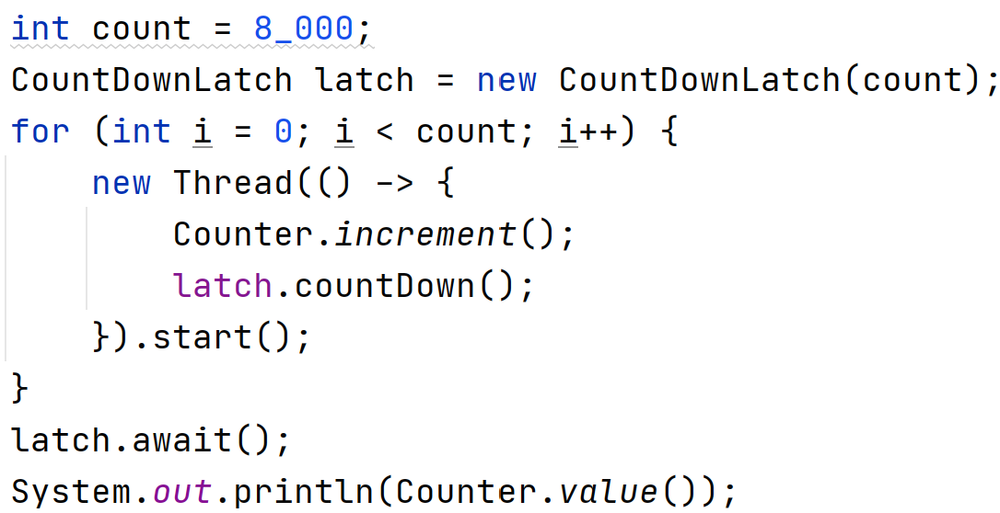 int count = 8_000;
CountDownLatch latch = new CountDownLatch(count);
for (int i = 0; i < count; i++) {
    new Thread(() -> {
        Counter.increment();
        latch.countDown();
    }).start();
}
latch.await();
System.out.println(Counter.value());